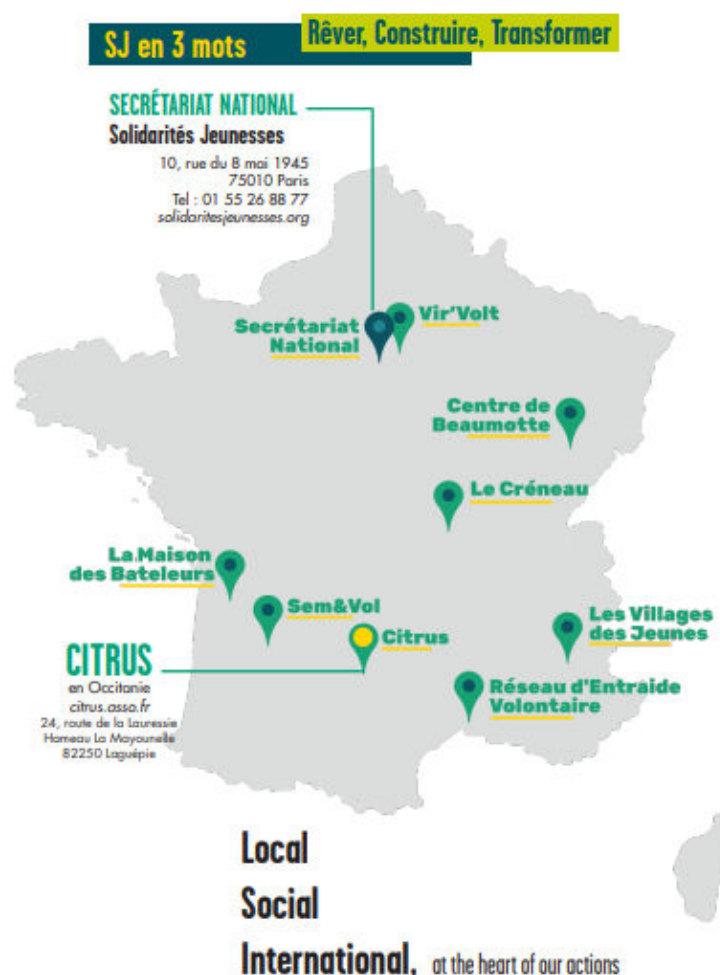 SJ en 3 mots
Rêver, Construire, Transformer
SECRÉTARIAT NATIONAL
Solidarités Jeunesses
10, rue du 8 mai 1945
75010 Paris
Tel : 01 55 26 88 77
solidaritesjeunesses.org
Vir'Volt
Secrétariat
National
Centre de
Beaumotte
Le Créneau
La Maison
des Bateleurs
Sem&Vol
Les Villages
des Jeunes
Citrus
CITRUS
en Occitanie
citrus.asso.fr
24, route de la Lauressie
Hameau La Mayounelle
82250 Laguépie
Réseau d'Entraide
Volontaire
Local
Social
International, at the heart of our actions